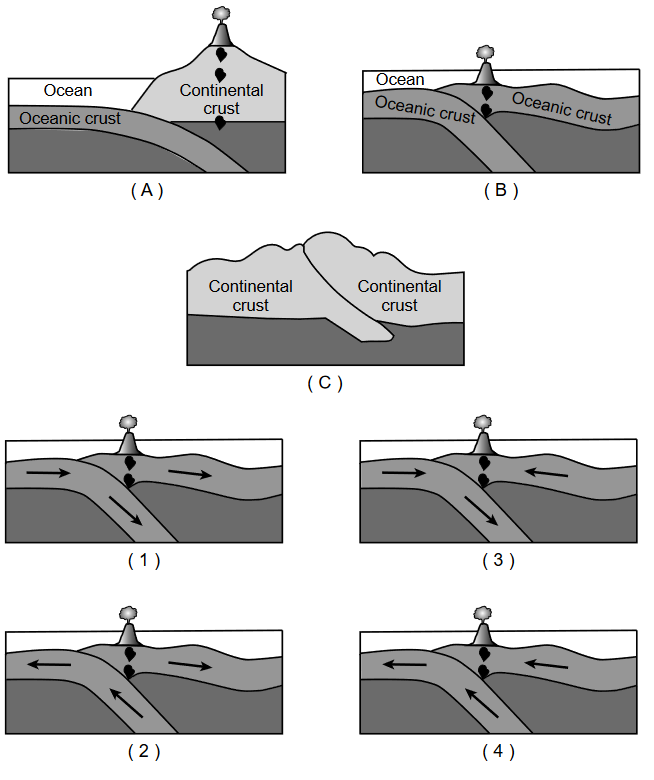 Ocean
Continental
crust
Oceanic crust
( A )
Ocean
Oceanic crust
Oceanic crust
( B )
Continental
crust
Continental
crust
( C )
( 1 )
( 3 )
( 2 )
( 4 )